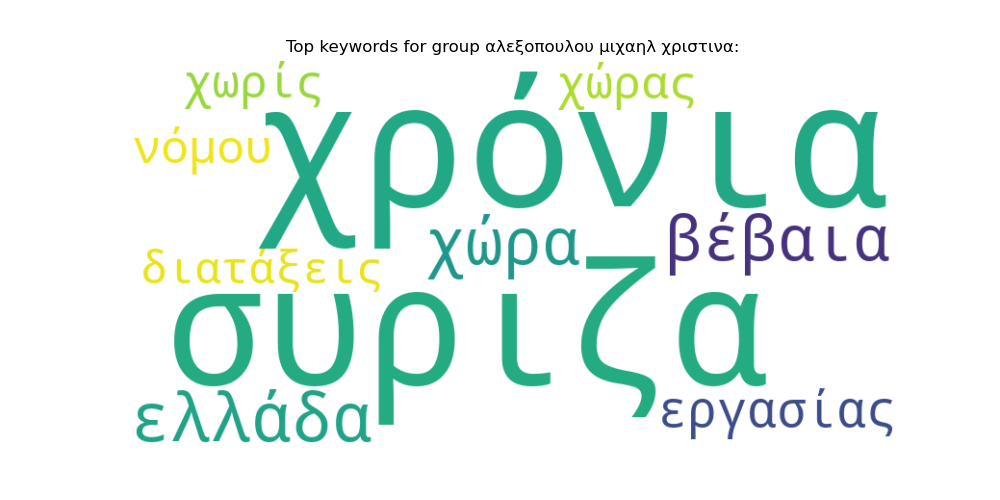 Top keywords for group αλεξοπουλου μιχαηλ χριστινα:
χωρίς χώρας
νόμου χρόνια
χώρα βέβαια
διατάξεις
συριζα
ελλάδα εργασίας